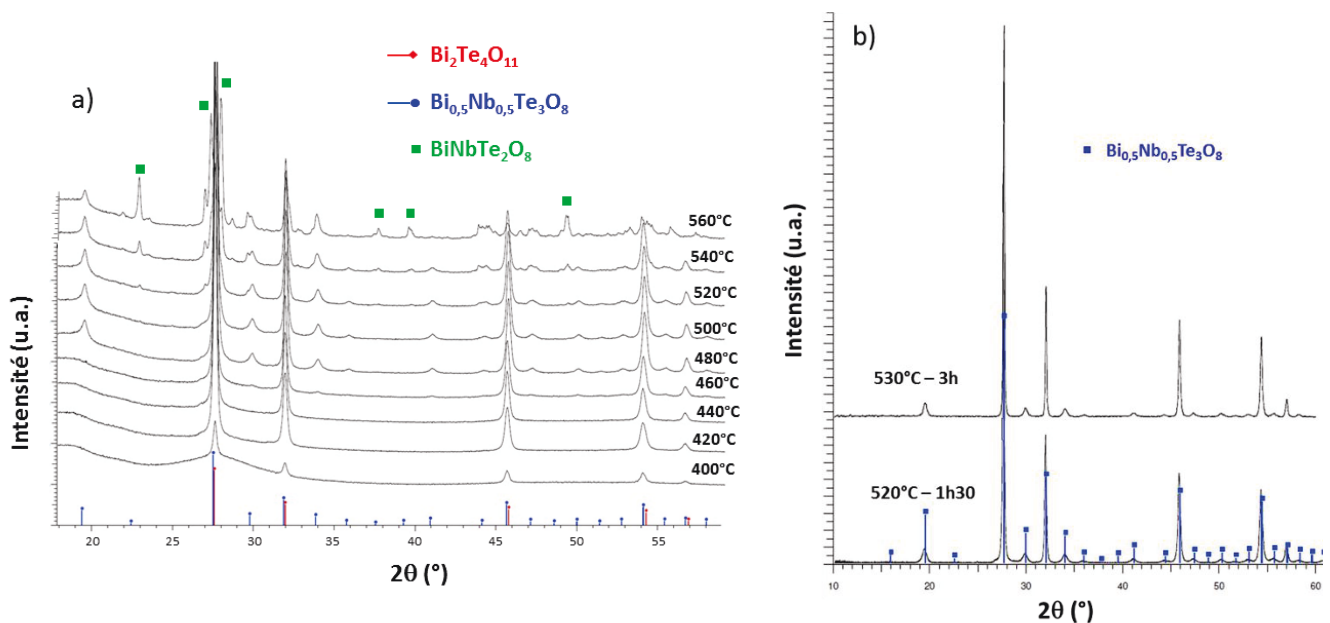 a)
Bi₂Te₄O₁₁
Bi₀,₅Nb₀,₅Te₃O₈
BiNbTe₂O₈
560°C
540°C
520°C
500°C
480°C
460°C
440°C
420°C
400°C
Intensité (u.a.)
20 25 30 35 40 45 50 55
2θ (°)
b)
Bi₀,₅Nb₀,₅Te₃O₈
530°C – 3h
520°C – 1h30
Intensité (u.a.)
10 20 30 40 50 60
2θ (°)